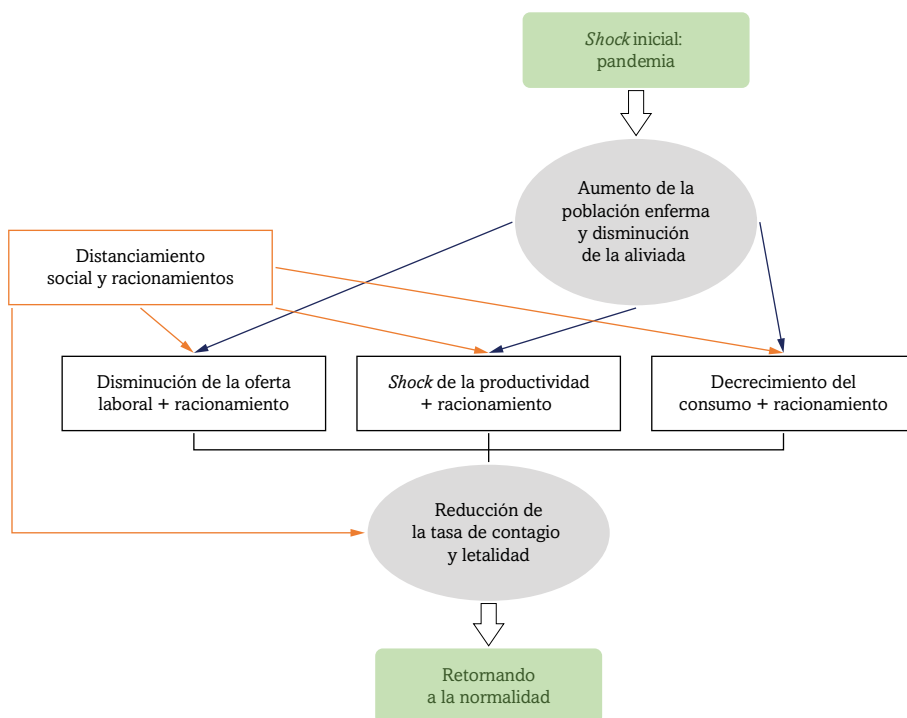 Shock inicial:
pandemia
Aumento de la
población enferma
y disminución
de la aliviada
Distanciamiento
social y racionamientos
Disminución de la oferta
laboral + racionamiento
Shock de la productividad
+ racionamiento
Decrecimiento del
consumo + racionamiento
Reducción de
la tasa de contagio
y letalidad
Retornando
a la normalidad